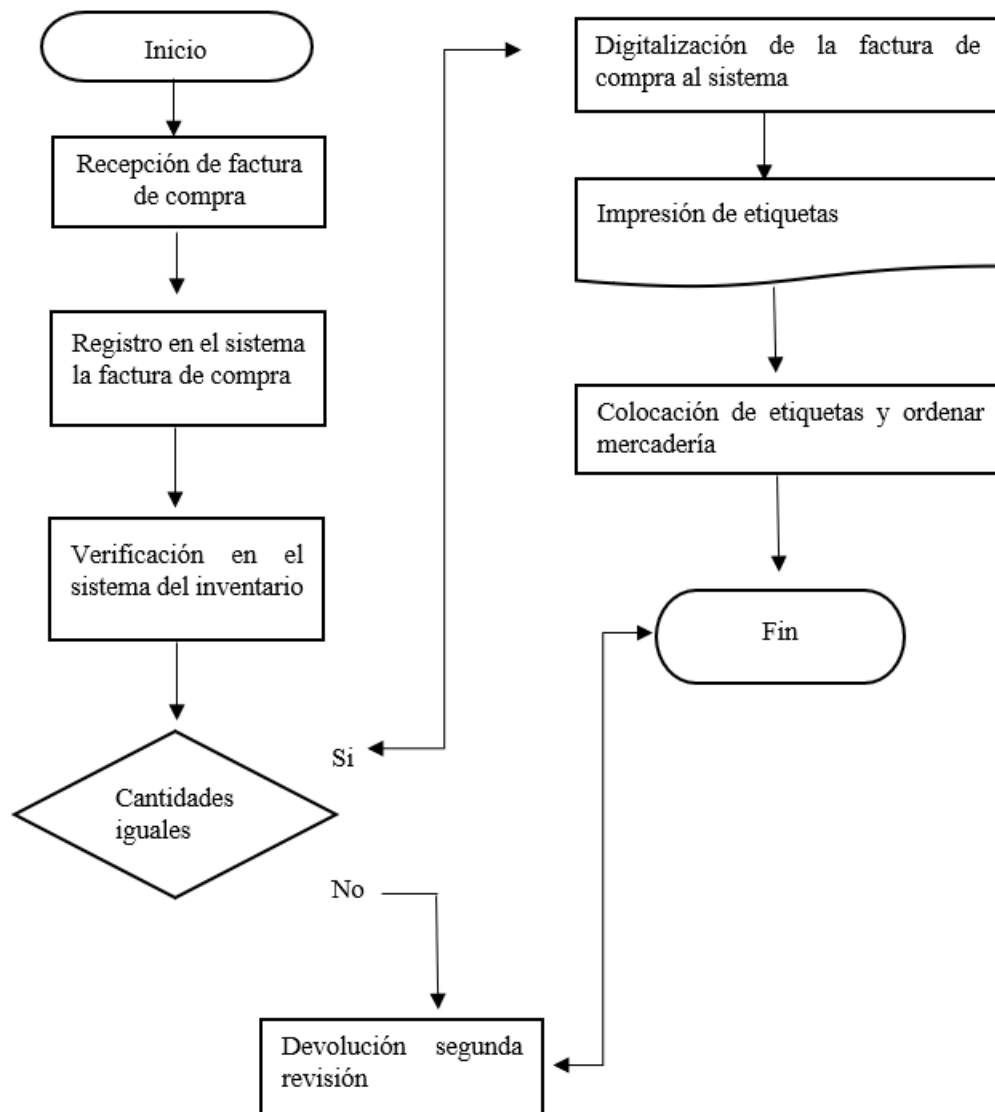 Inicio
Recepción de factura
de compra
Registro en el sistema
la factura de compra
Verificación en el
sistema del inventario
Cantidades
iguales
Si
No
Devolución segunda
revisión
Digitalización de la factura de
compra al sistema
Impresión de etiquetas
Colocación de etiquetas y ordenar
mercadería
Fin